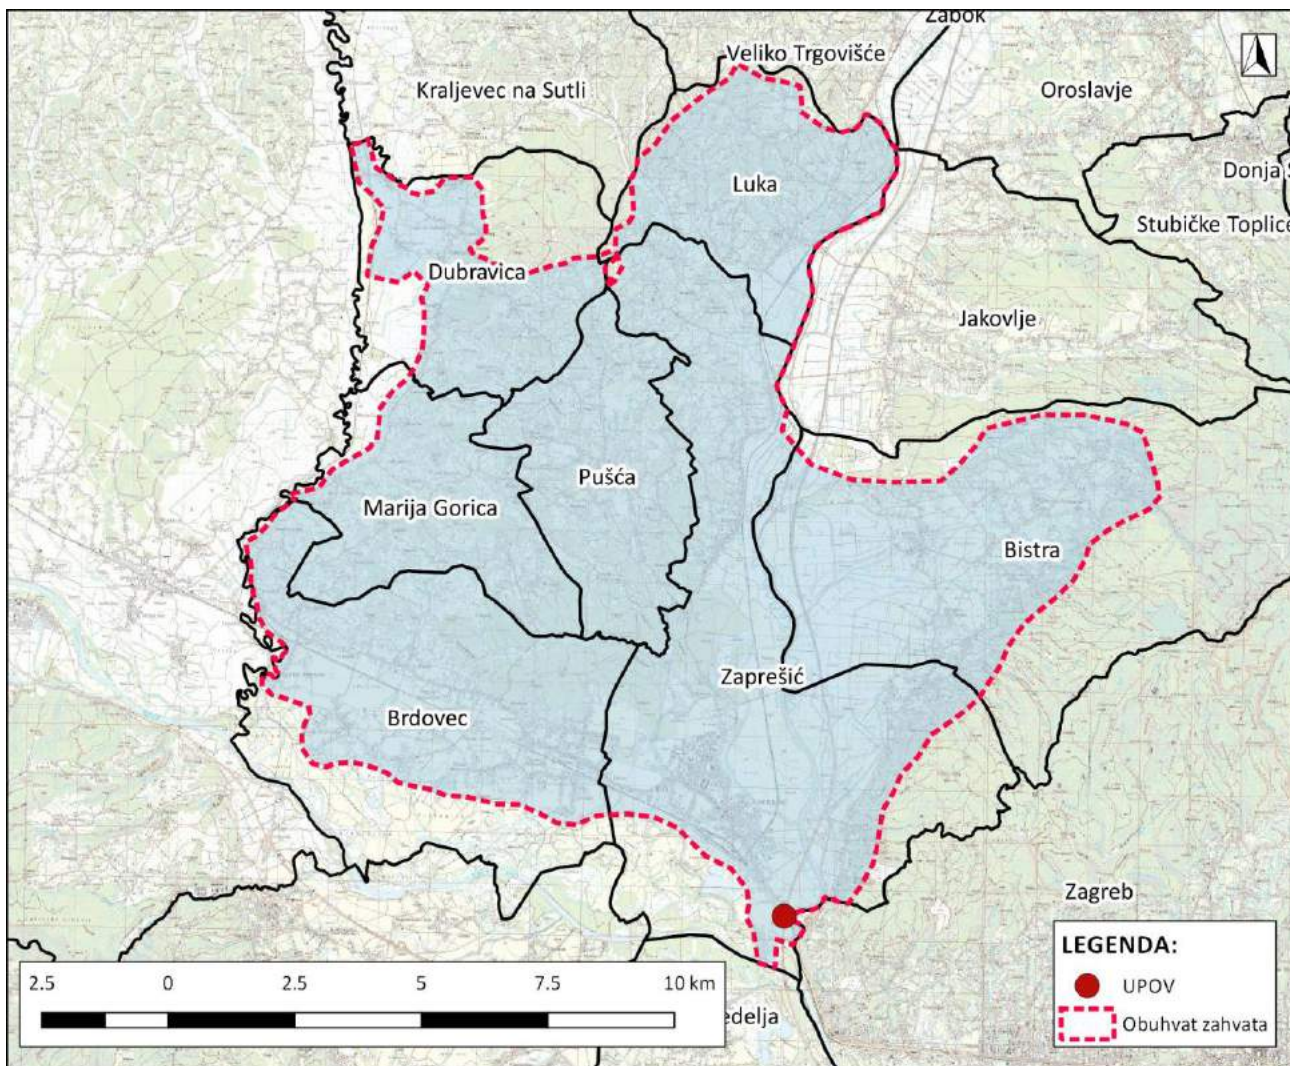 Zabok
Veliko Trgovišće
Kraljevec na Sutli
Oroslavje
Luka
Donja S
Stubičke Toplice
Dubravica
Jakovlje
Pušća
Marija Gorica
Bistra
Zaprešić
Brdovec
Zagreb
LEGENDA:
UPOV
Obuhvat zahvata
2.5 0 2.5 5 7.5 10 km
edelja